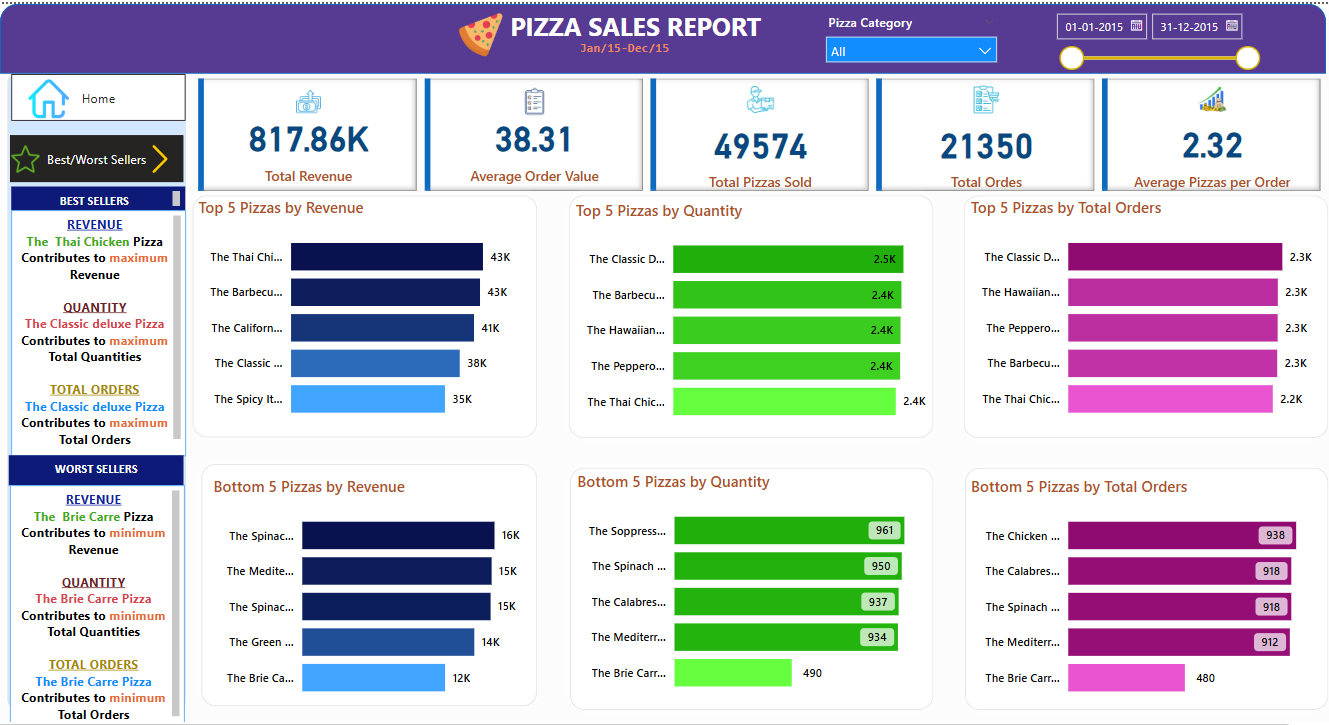 PIZZA SALES REPORT
Jan/15-Dec/15
Pizza Category
All
01-01-2015
31-12-2015
Home
Best/Worst Sellers
817.86K
Total Revenue
38.31
Average Order Value
49574
Total Pizzas Sold
21350
Total Ordes
2.32
Average Pizzas per Order
BEST SELLERS
REVENUE
The Thai Chicken Pizza
Contributes to maximum
Revenue
QUANTITY
The Classic deluxe Pizza
Contributes to maximum
Total Quantities
TOTAL ORDERS
The Classic deluxe Pizza
Contributes to maximum
Total Orders
WORST SELLERS
REVENUE
The Brie Carre Pizza
Contributes to minimum
Revenue
QUANTITY
The Brie Carre Pizza
Contributes to minimum
Total Quantities
TOTAL ORDERS
The Brie Carre Pizza
Contributes to minimum
Total Orders
Top 5 Pizzas by Revenue
The Thai Chi... 43K
The Barbecu... 43K
The Californ... 41K
The Classic ... 38K
The Spicy It... 35K
Top 5 Pizzas by Quantity
The Classic D... 2.5K
The Barbecu... 2.4K
The Hawaiian... 2.4K
The Peppero... 2.4K
The Thai Chic... 2.4K
Top 5 Pizzas by Total Orders
The Classic D... 2.3K
The Hawaiian... 2.3K
The Peppero... 2.3K
The Barbecu... 2.3K
The Thai Chic... 2.2K
Bottom 5 Pizzas by Revenue
The Spinac... 16K
The Medite... 15K
The Spinac... 15K
The Green ... 14K
The Brie Ca... 12K
Bottom 5 Pizzas by Quantity
The Soppress... 961
The Spinach ... 950
The Calabres... 937
The Mediterr... 934
The Brie Carr... 490
Bottom 5 Pizzas by Total Orders
The Chicken ... 938
The Calabres... 918
The Spinach ... 918
The Mediterr... 912
The Brie Carr... 480